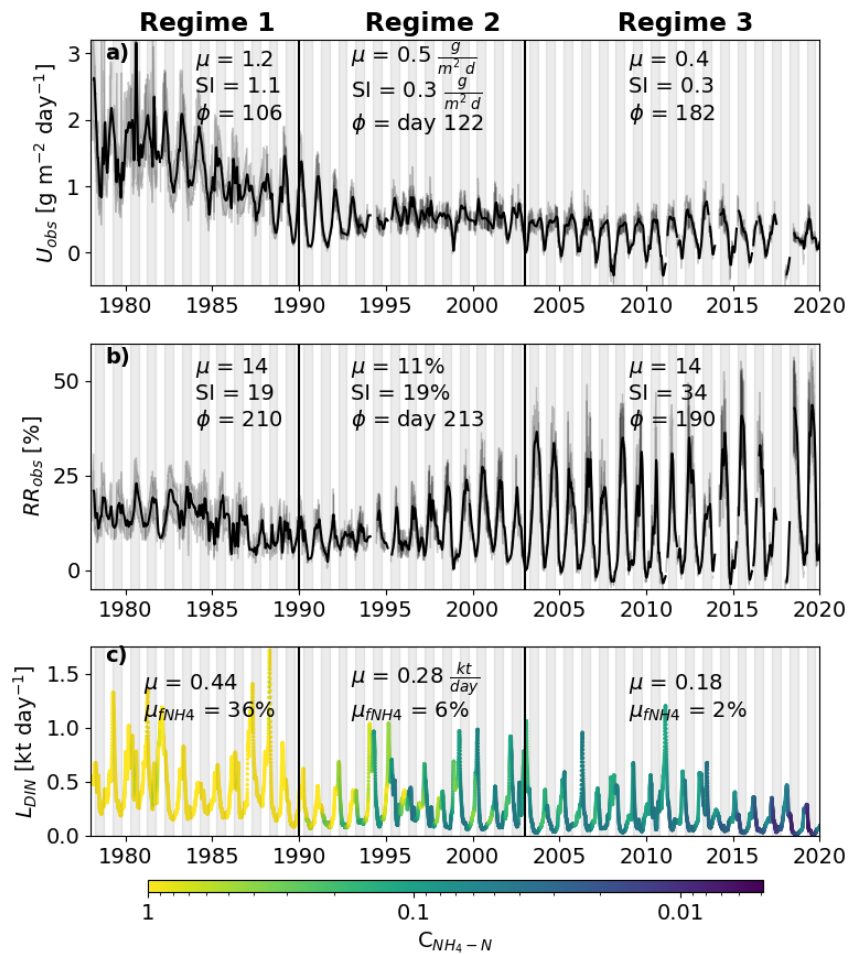 Regime 1 Regime 2 Regime 3
a)
μ = 1.2 μ = 0.5 g/m² d μ = 0.4
SI = 1.1 SI = 0.3 g/m² d SI = 0.3
ϕ = 106 ϕ = day 122 ϕ = 182
U_obs [g m⁻² day⁻¹]
3
2
1
0
1980 1985 1990 1995 2000 2005 2010 2015 2020
b)
μ = 14 μ = 11% μ = 14
SI = 19 SI = 19% SI = 34
ϕ = 210 ϕ = day 213 ϕ = 190
RR_obs [%]
50
25
0
1980 1985 1990 1995 2000 2005 2010 2015 2020
c)
μ = 0.44 μ = 0.28 kt/day μ = 0.18
μ_fNH4 = 36% μ_fNH4 = 6% μ_fNH4 = 2%
L_DIN [kt day⁻¹]
1.5
1.0
0.5
0.0
1980 1985 1990 1995 2000 2005 2010 2015 2020
1 0.1 0.01
C_NH₄−N